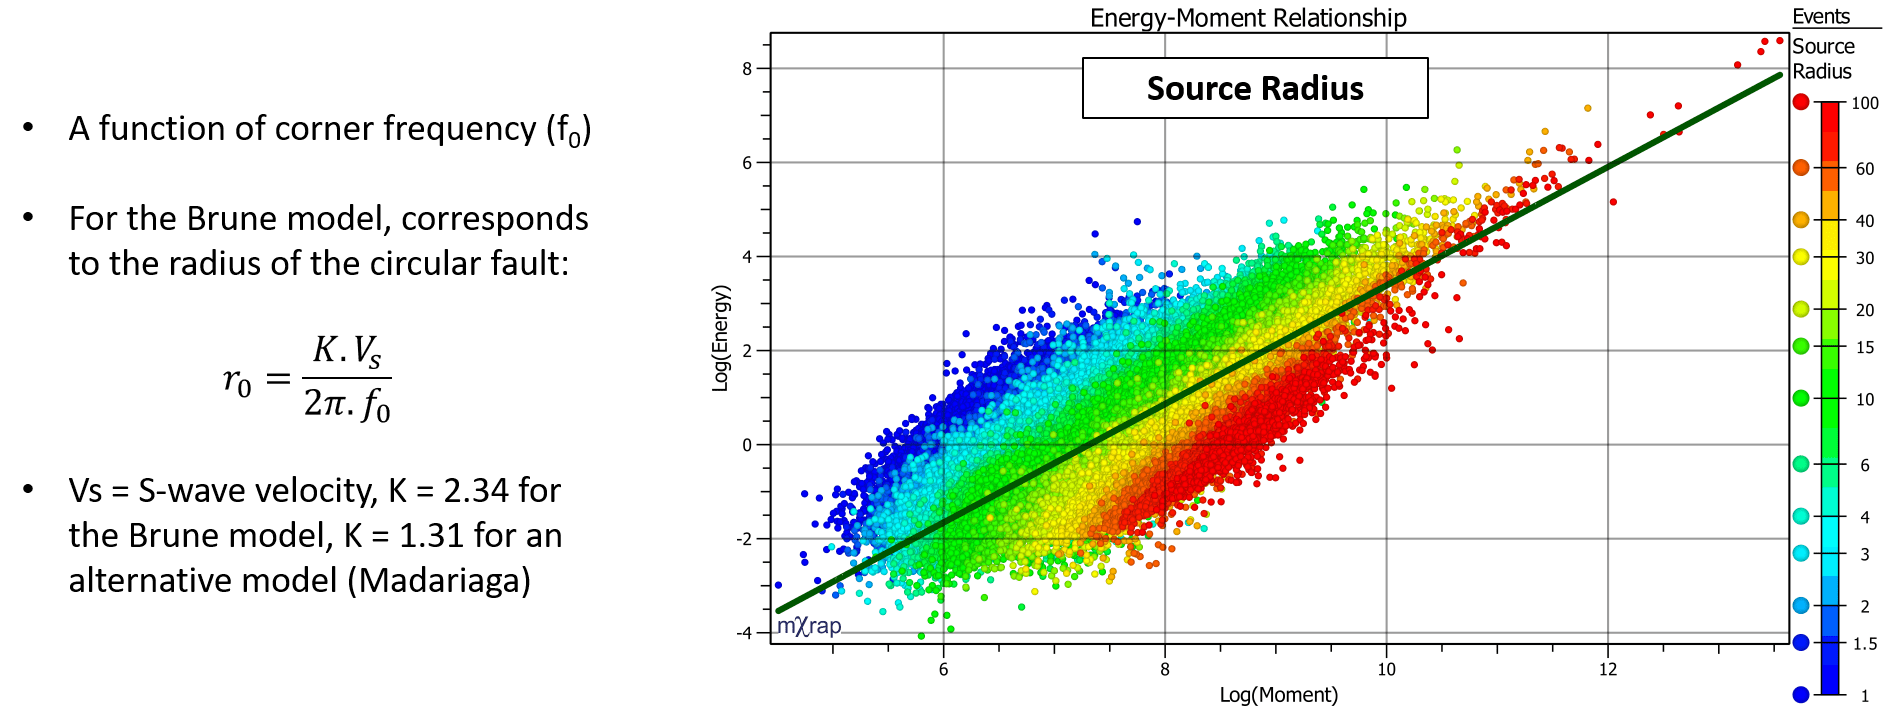 • A function of corner frequency (f₀)
• For the Brune model, corresponds
to the radius of the circular fault:
r₀ = K.Vₛ / 2π.f₀
• Vs = S-wave velocity, K = 2.34 for
the Brune model, K = 1.31 for an
alternative model (Madariaga)
Energy-Moment Relationship
Source Radius
Log(Energy)
8
6
4
2
0
-2
-4
mXrap
6 8 10 12
Log(Moment)
Events
Source
Radius
100
60
40
30
20
15
10
6
4
3
2
1.5
1